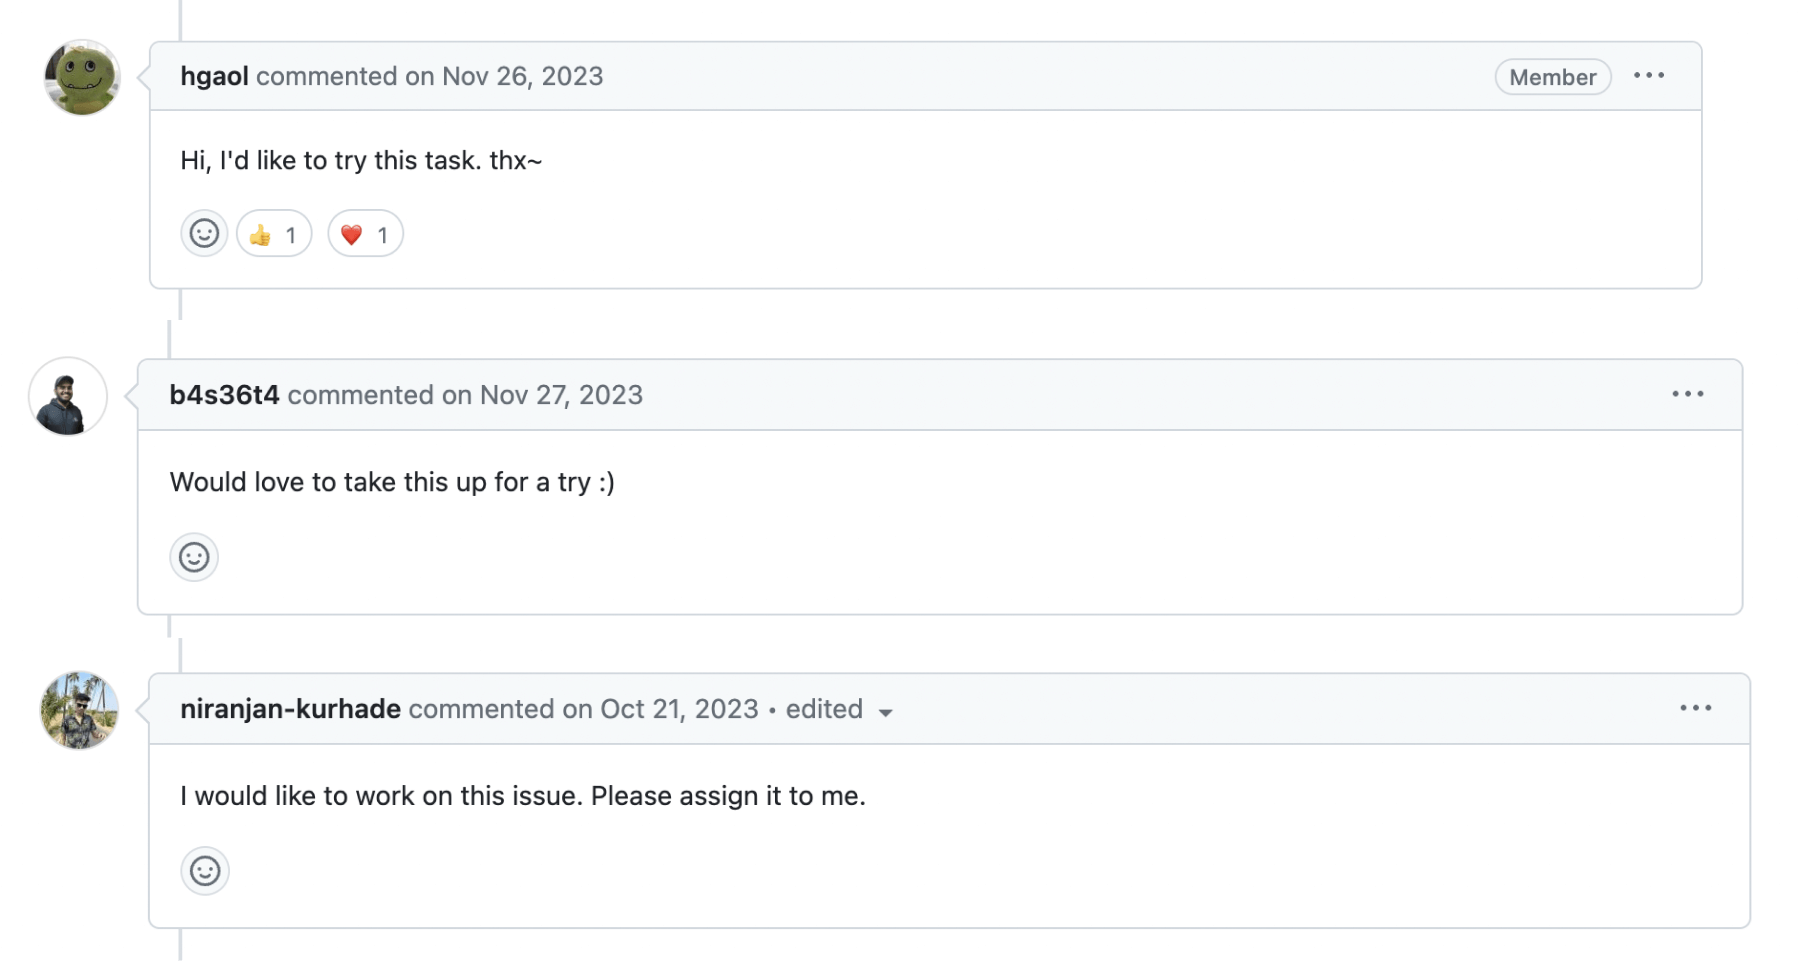 hgaol commented on Nov 26, 2023 Member
Hi, I'd like to try this task. thx~
👍 1 ❤️ 1
b4s36t4 commented on Nov 27, 2023
Would love to take this up for a try :)
niranjan-kurhade commented on Oct 21, 2023 • edited
I would like to work on this issue. Please assign it to me.